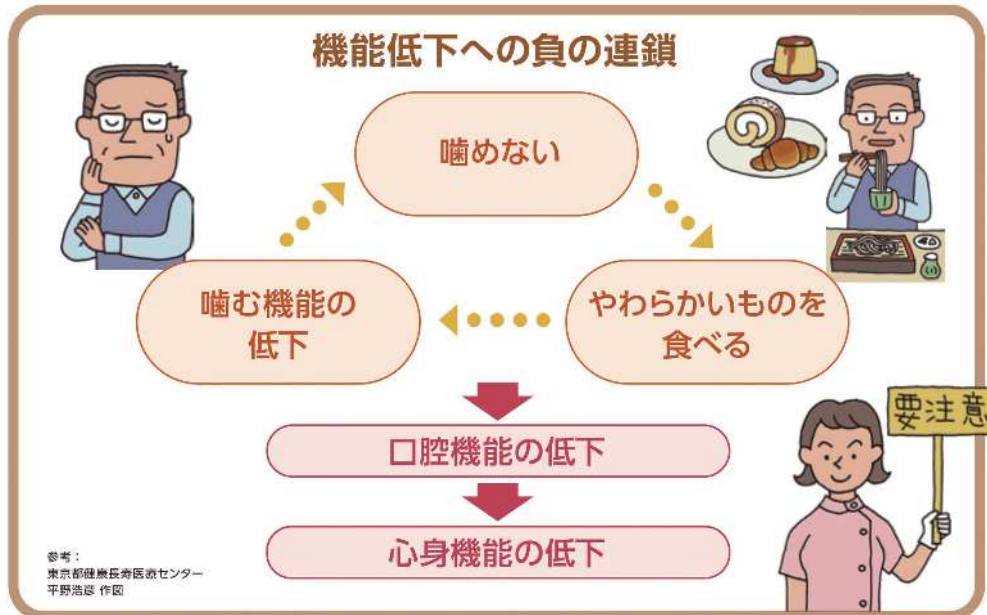 機能低下への負の連鎖
噛めない
やわらかいものを
食べる
噛む機能の
低下
口腔機能の低下
心身機能の低下
要注意
参考：
東京都健康長寿医療センター
平野浩彦 作図